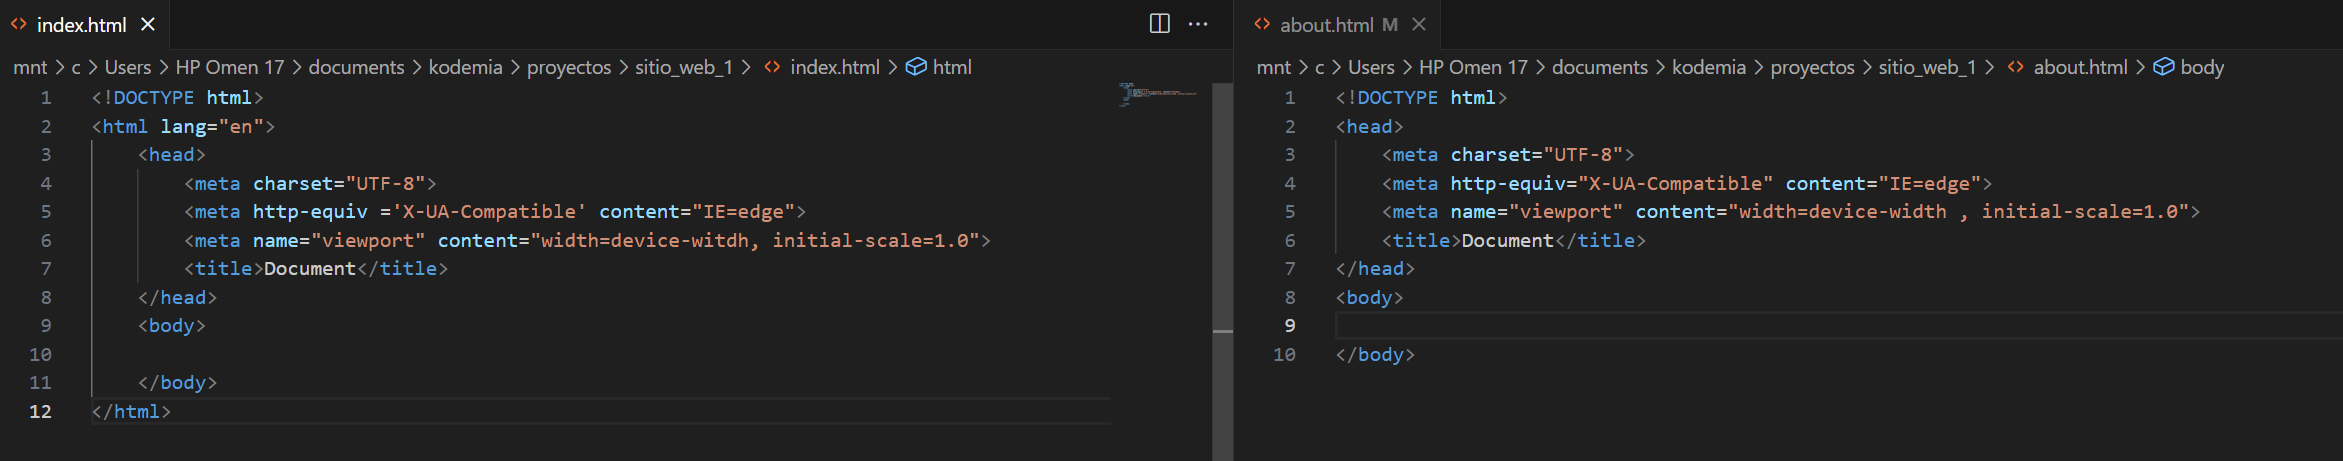 index.html
mnt > c > Users > HP Omen 17 > documents > kodemia > proyectos > sitio_web_1 > index.html > html
1 <!DOCTYPE html>
2 <html lang="en">
3 <head>
4 <meta charset="UTF-8">
5 <meta http-equiv ='X-UA-Compatible' content="IE=edge">
6 <meta name="viewport" content="width=device-witdh, initial-scale=1.0">
7 <title>Document</title>
8 </head>
9 <body>
10
11 </body>
12 </html>
about.html M
mnt > c > Users > HP Omen 17 > documents > kodemia > proyectos > sitio_web_1 > about.html > body
1 <!DOCTYPE html>
2 <head>
3 <meta charset="UTF-8">
4 <meta http-equiv="X-UA-Compatible" content="IE=edge">
5 <meta name="viewport" content="width=device-width , initial-scale=1.0">
6 <title>Document</title>
7 </head>
8 <body>
9
10 </body>